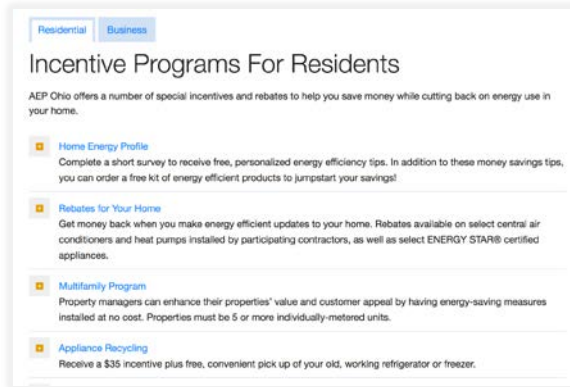 Residential Business
Incentive Programs For Residents
AEP Ohio offers a number of special incentives and rebates to help you save money while cutting back on energy use in
your home.
Home Energy Profile
Complete a short survey to receive free, personalized energy efficiency tips. In addition to these money savings tips,
you can order a free kit of energy efficient products to jumpstart your savings!
Rebates for Your Home
Get money back when you make energy efficient updates to your home. Rebates available on select central air
conditioners and heat pumps installed by participating contractors, as well as select ENERGY STAR® certified
appliances.
Multifamily Program
Property managers can enhance their properties' value and customer appeal by having energy-saving measures
installed at no cost. Properties must be 5 or more individually-metered units.
Appliance Recycling
Receive a $35 incentive plus free, convenient pick up of your old, working refrigerator or freezer.